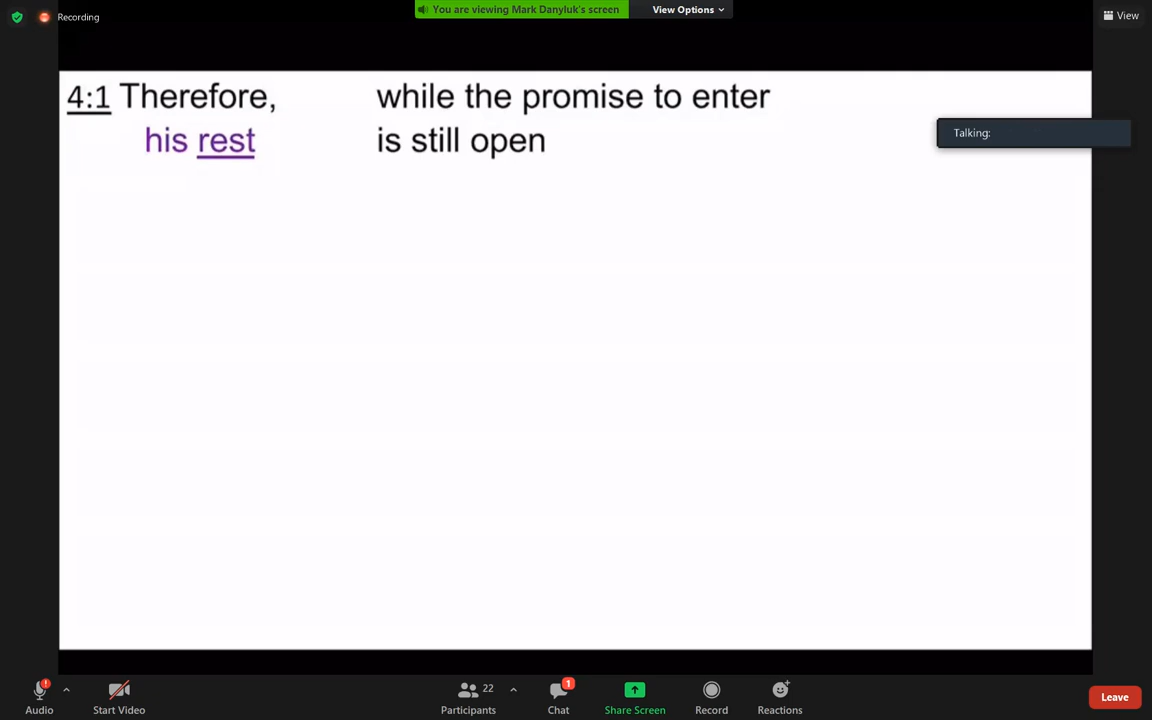 Recording
You are viewing Mark Danyluk's screen
View Options
View
4:1 Therefore, while the promise to enter
his rest is still open
Talking:
22
1
Audio
Start Video
Participants
Chat
Share Screen
Record
Reactions
Leave